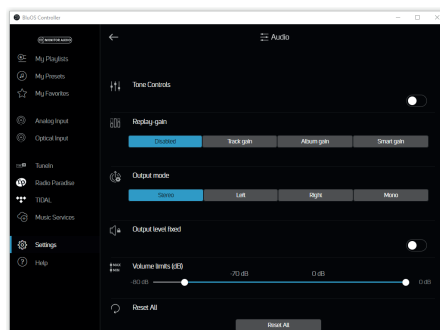 BluOS Controller
MONITOR AUDIO
Audio
My Playlists
My Presets
My Favorites
Analog Input
Optical Input
TuneIn
Radio Paradise
TIDAL
Music Services
Settings
Help
Tone Controls
Replay-gain
Disabled Track gain Album gain Smart gain
Output mode
Stereo Left Right Mono
Output level fixed
Volume limits (dB)
-70 dB 0 dB
-80 dB 0 dB
Reset All
Reset All